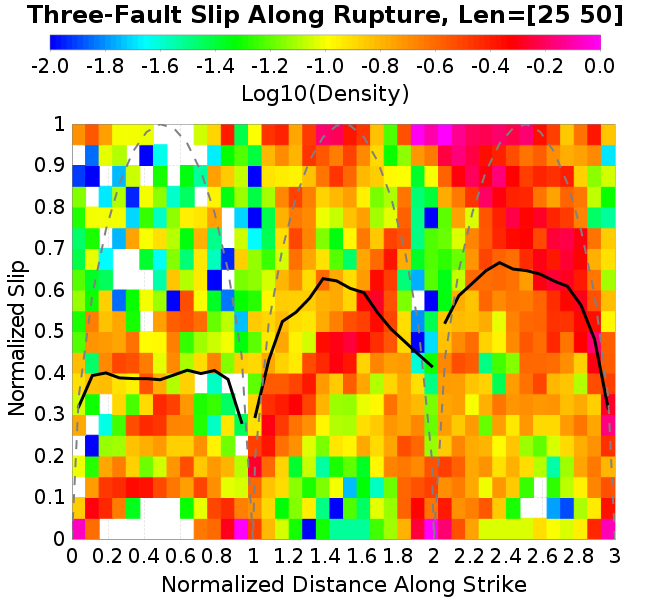 Three-Fault Slip Along Rupture, Len=[25 50]
-2.0 -1.8 -1.6 -1.4 -1.2 -1.0 -0.8 -0.6 -0.4 -0.2 0.0
Log10(Density)
1
0.9
0.8
0.7
0.6
0.5
0.4
0.3
0.2
0.1
0
Normalized Slip
0 0.2 0.4 0.6 0.8 1 1.2 1.4 1.6 1.8 2 2.2 2.4 2.6 2.8 3
Normalized Distance Along Strike